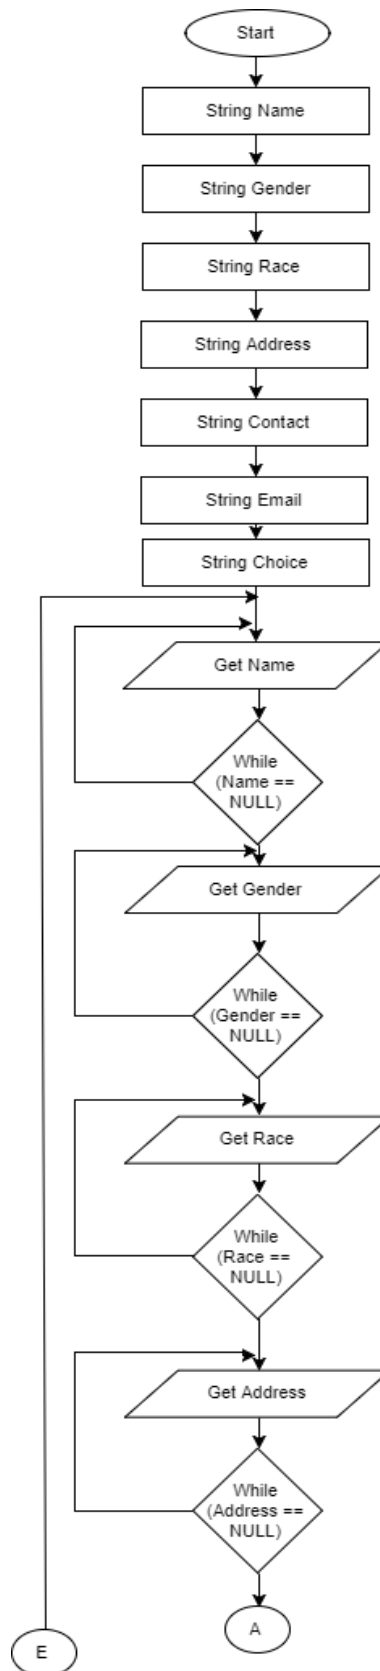 Start
String Name
String Gender
String Race
String Address
String Contact
String Email
String Choice
Get Name
While
(Name ==
NULL)
Get Gender
While
(Gender ==
NULL)
Get Race
While
(Race ==
NULL)
Get Address
While
(Address ==
NULL)
A
E